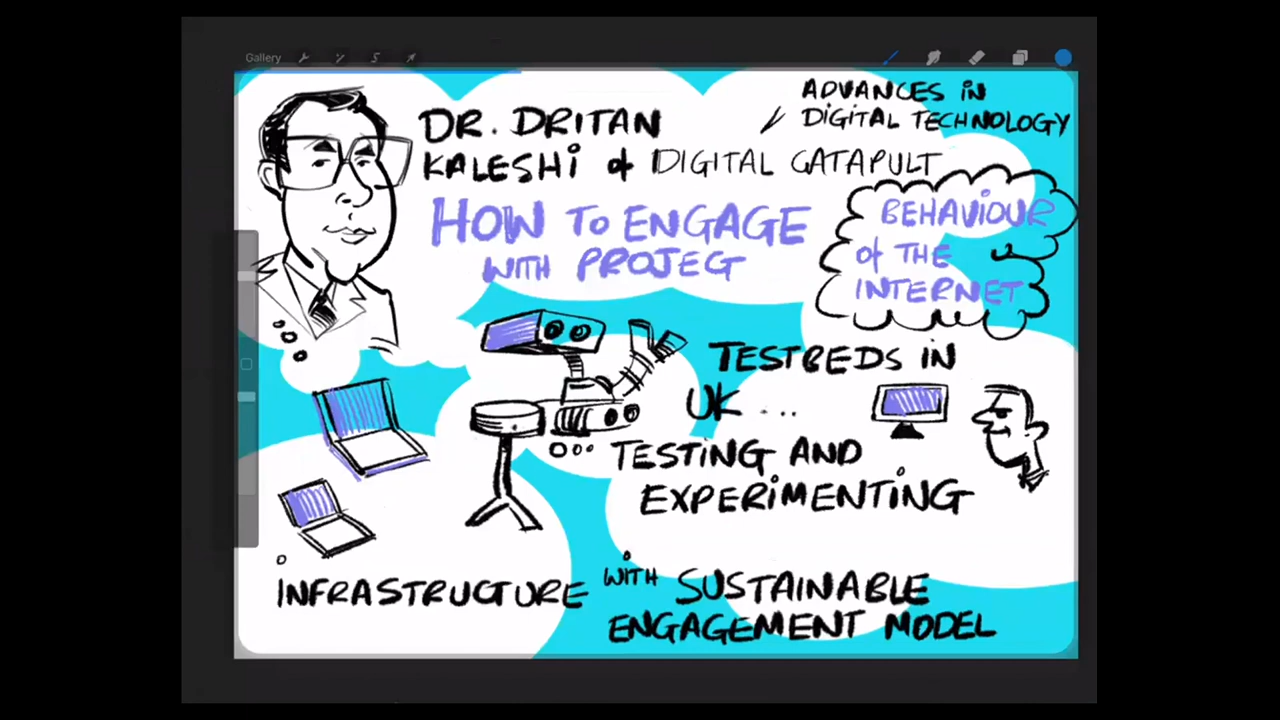 Gallery
ADVANCES IN
DIGITAL TECHNOLOGY
DR. DRITAN
KALESHI of DIGITAL CATAPULT
HOW TO ENGAGE
WITH PROJECT
BEHAVIOUR
of THE
INTERNET
TESTBEDS IN
UK ...
TESTING AND
EXPERIMENTING
INFRASTRUCTURE WITH SUSTAINABLE
ENGAGEMENT MODEL